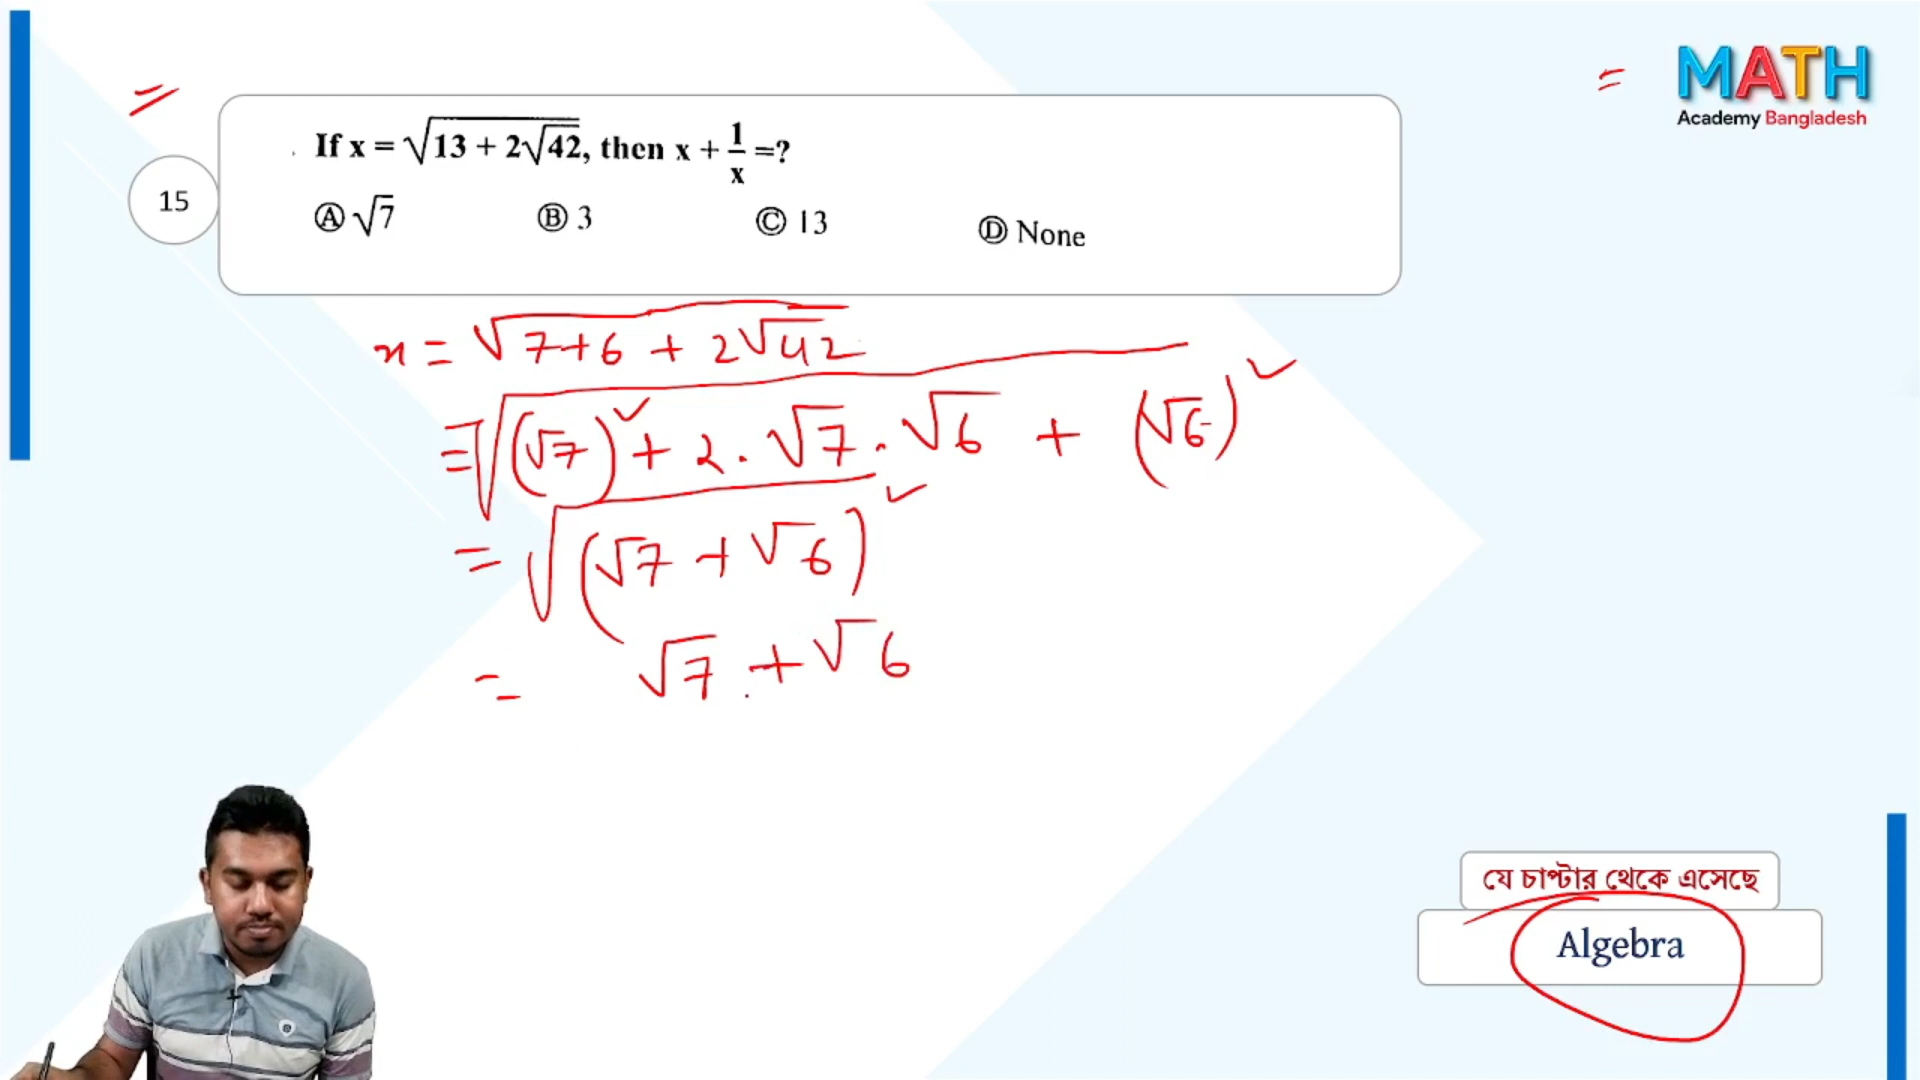 MATH
Academy Bangladesh
=
=
15
If x = √(13 + 2√42), then x + 1/x =?
Ⓐ √7 Ⓑ 3 Ⓒ 13 Ⓓ None
x = √(7+6 + 2√42)
= √((√7)² + 2 . √7 . √6 + (√6)²)
= √((√7 + √6)²)
= √7 + √6
যে চাপ্টার থেকে এসেছে
Algebra